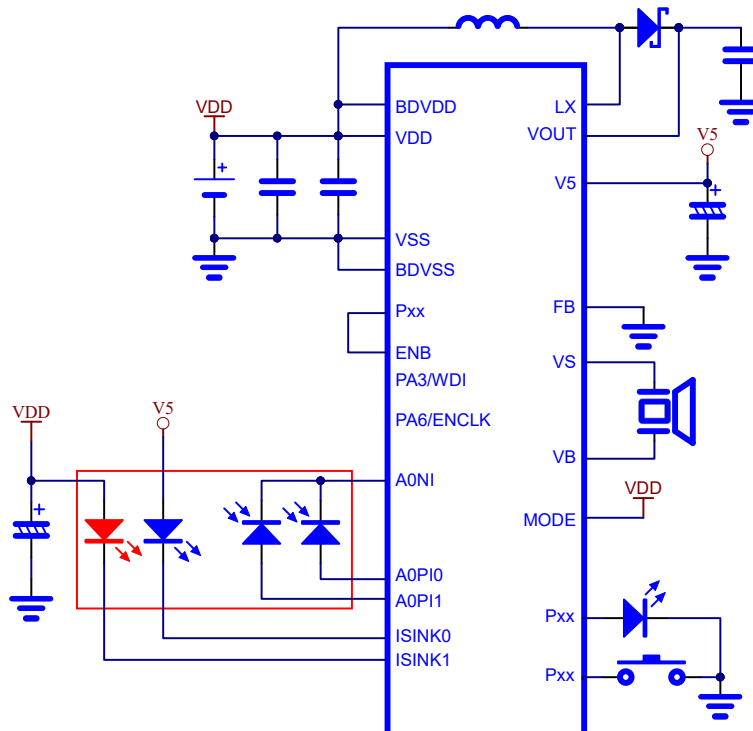 BDVDD
LX
VDD
VDD
VOUT
V5
+
V5
+
VSS
BDVSS
Pxx
FB
ENB
VS
PA3/WDI
VDD
V5
PA6/ENCLK
VB
A0NI
VDD
+
MODE
A0PI0
A0PI1
Pxx
ISINK0
ISINK1
Pxx